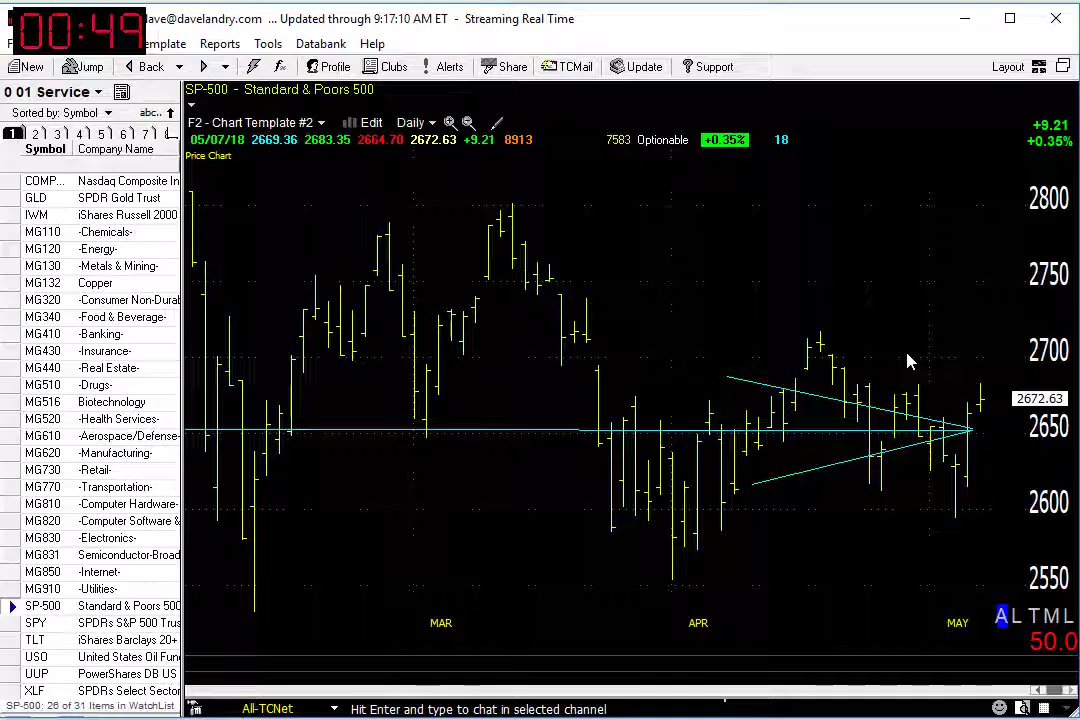 00:49
dave@davelandry.com ... Updated through 9:17:10 AM ET - Streaming Real Time
emplate Reports Tools Databank Help
New Jump Back Profile Clubs Alerts Share TCMail Update Support Layout
0 01 Service
SP-500 - Standard & Poors 500
Sorted by: Symbol abc..
F2 - Chart Template #2 Edit Daily
1 2 3 4 5 6 7
05/07/18 2669.36 2683.35 2664.70 2672.63 +9.21 8913 7583 Optionable +0.35% 18
+9.21
+0.35%
Symbol Company Name
Price Chart
COMP... Nasdaq Composite In
GLD SPDR Gold Trust
IWM iShares Russell 2000
MG110 -Chemicals-
MG120 -Energy-
MG130 -Metals & Mining-
MG132 Copper
MG320 -Consumer Non-Dura
MG340 -Food & Beverage-
MG410 -Banking-
MG430 -Insurance-
MG440 -Real Estate-
MG510 -Drugs-
MG516 Biotechnology
MG520 -Health Services-
MG610 -Aerospace/Defense-
MG620 -Manufacturing-
MG730 -Retail-
MG770 -Transportation-
MG810 -Computer Hardware-
MG820 -Computer Software &
MG830 -Electronics-
MG831 Semiconductor-Broad
MG850 -Internet-
MG910 -Utilities-
SP-500 Standard & Poors 500
SPY SPDRs S&P 500 Trus
TLT iShares Barclays 20+
USO United States Oil Fun
UUP PowerShares DB US
XLF SPDRs Select Sector
2800
2750
2700
2672.63
2650
2600
2550
MAR APR MAY
A L T M L
50.0
SP-500: 26 of 31 Items in WatchList
All-TCNet Hit Enter and type to chat in selected channel